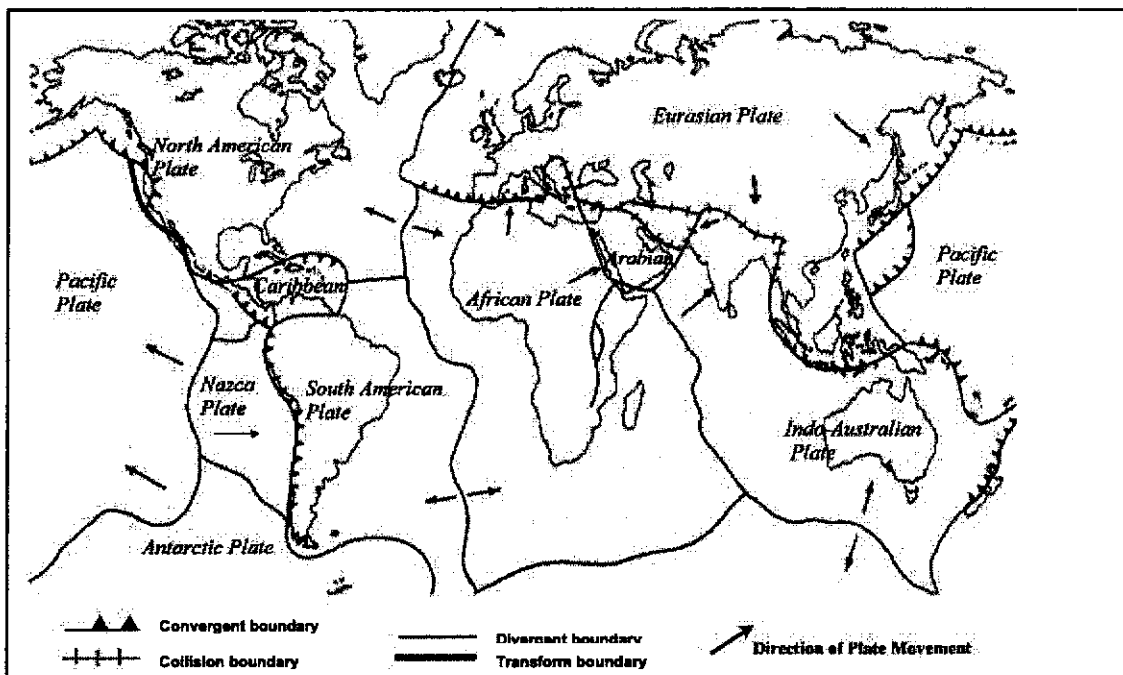 North American
Plate
Eurasian Plate
Pacific
Plate
Caribbean
Arabian
African Plate
Pacific
Plate
Nazca
Plate
South American
Plate
Indo-Australian
Plate
Antarctic Plate
Convergent boundary
Collision boundary
Divergent boundary
Transform boundary
Direction of Plate Movement